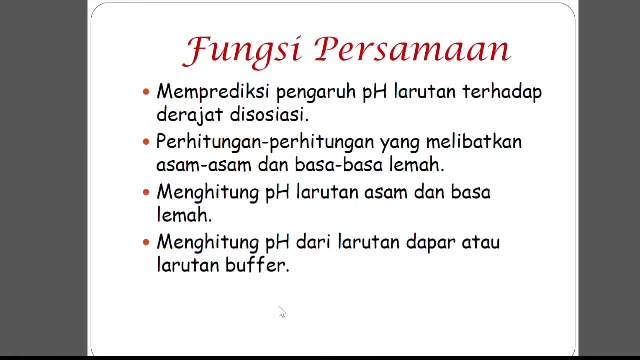 Fungsi Persamaan
• Memprediksi pengaruh pH larutan terhadap
derajat disosiasi.
• Perhitungan-perhitungan yang melibatkan
asam-asam dan basa-basa lemah.
• Menghitung pH larutan asam dan basa
lemah.
• Menghitung pH dari larutan dapar atau
larutan buffer.